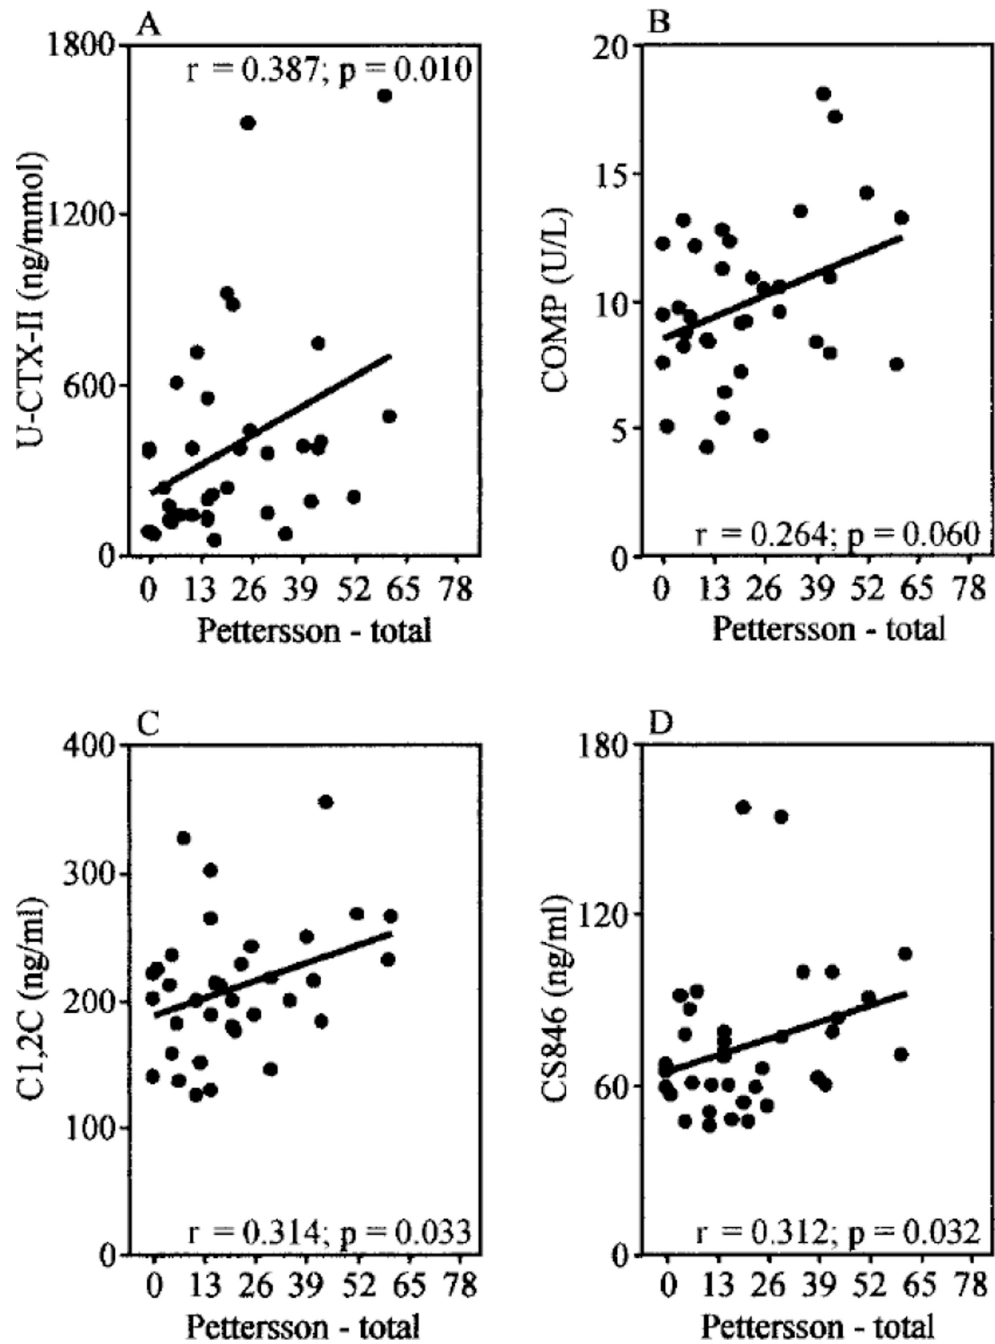 A
r = 0.387; p = 0.010
U-CTX-II (ng/mmol)
1800
1200
600
0
0 13 26 39 52 65 78
Pettersson - total
B
COMP (U/L)
20
15
10
5
0
r = 0.264; p = 0.060
0 13 26 39 52 65 78
Pettersson - total
C
C1,2C (ng/ml)
400
300
200
100
0
r = 0.314; p = 0.033
0 13 26 39 52 65 78
Pettersson - total
D
CS846 (ng/ml)
180
120
60
0
r = 0.312; p = 0.032
0 13 26 39 52 65 78
Pettersson - total